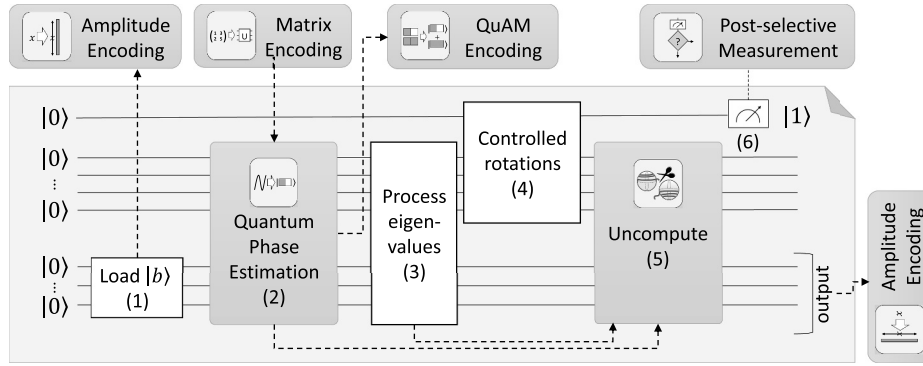 Amplitude
Encoding
Matrix
Encoding
QuAM
Encoding
Post-selective
Measurement
|0⟩
|1⟩
(6)
Controlled
rotations
(4)
|0⟩
⋮
|0⟩
Quantum
Phase
Estimation
(2)
Process
eigen-
values
(3)
Uncompute
(5)
|0⟩
⋮
|0⟩
Load |b⟩
(1)
output
Amplitude
Encoding